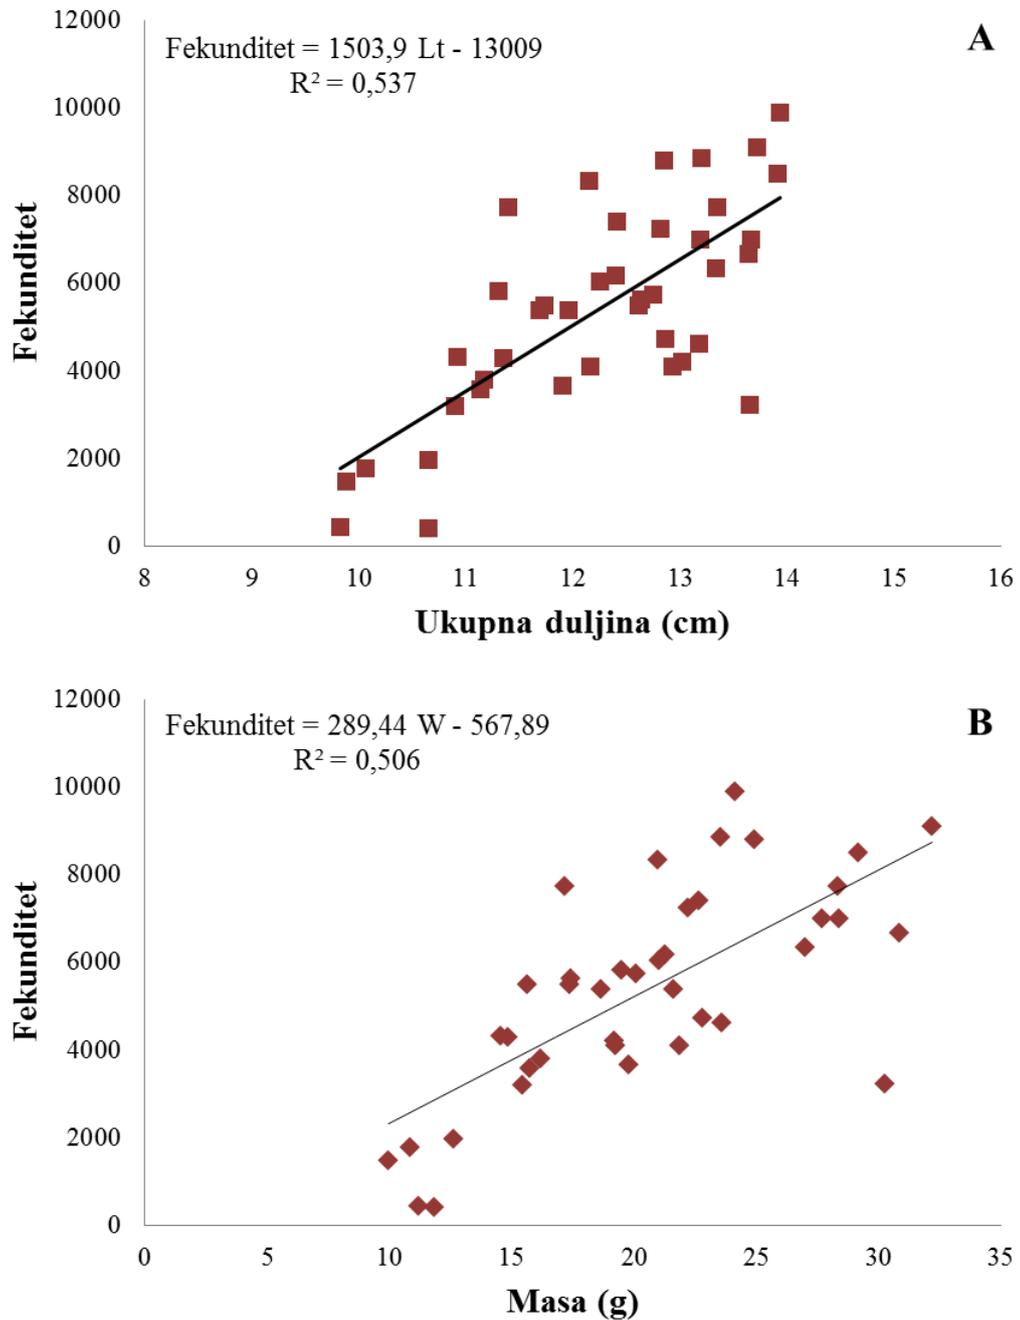 12000
Fekunditet = 1503,9 Lt - 13009
A
R² = 0,537
10000
8000
6000
4000
2000
0
Fekunditet
8 9 10 11 12 13 14 15 16
Ukupna duljina (cm)
12000
Fekunditet = 289,44 W - 567,89
B
R² = 0,506
10000
8000
6000
4000
2000
0
Fekunditet
0 5 10 15 20 25 30 35
Masa (g)